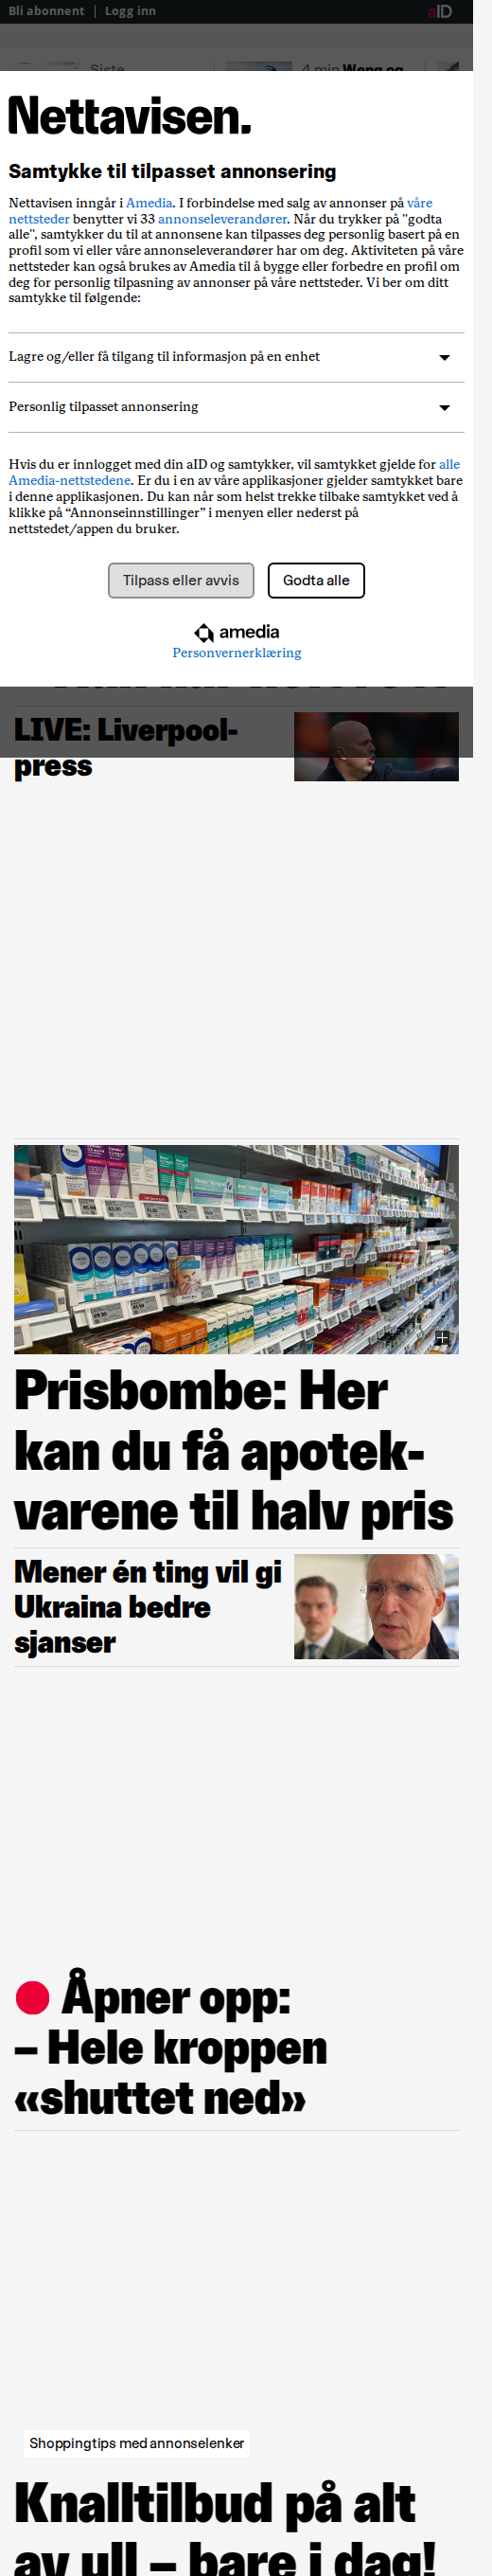 Bli abonnent
Logg inn
aID
Siste
4 min Weng og
Nettavisen.
Samtykke til tilpasset annonsering
Nettavisen inngår i Amedia. I forbindelse med salg av annonser på våre
nettsteder benytter vi 33 annonseleverandører. Når du trykker på "godta
alle", samtykker du til at annonsene kan tilpasses deg personlig basert på en
profil som vi eller våre annonseleverandører har om deg. Aktiviteten på våre
nettsteder kan også brukes av Amedia til å bygge eller forbedre en profil om
deg for personlig tilpasning av annonser på våre nettsteder. Vi ber om ditt
samtykke til følgende:
Lagre og/eller få tilgang til informasjon på en enhet
Personlig tilpasset annonsering
Hvis du er innlogget med din aID og samtykker, vil samtykket gjelde for alle
Amedia-nettstedene. Er du i en av våre applikasjoner gjelder samtykket bare
i denne applikasjonen. Du kan når som helst trekke tilbake samtykket ved å
klikke på “Annonseinnstillinger” i menyen eller nederst på
nettstedet/appen du bruker.
Tilpass eller avvis
Godta alle
amedia
Personvernerklæring
LIVE: Liverpool-
press
Prisbombe: Her
kan du få apotek-
varene til halv pris
Mener én ting vil gi
Ukraina bedre
sjanser
Åpner opp:
– Hele kroppen
«shuttet ned»
Shoppingtips med annonselenker
Knalltilbud på alt
av ull – bare i dag!